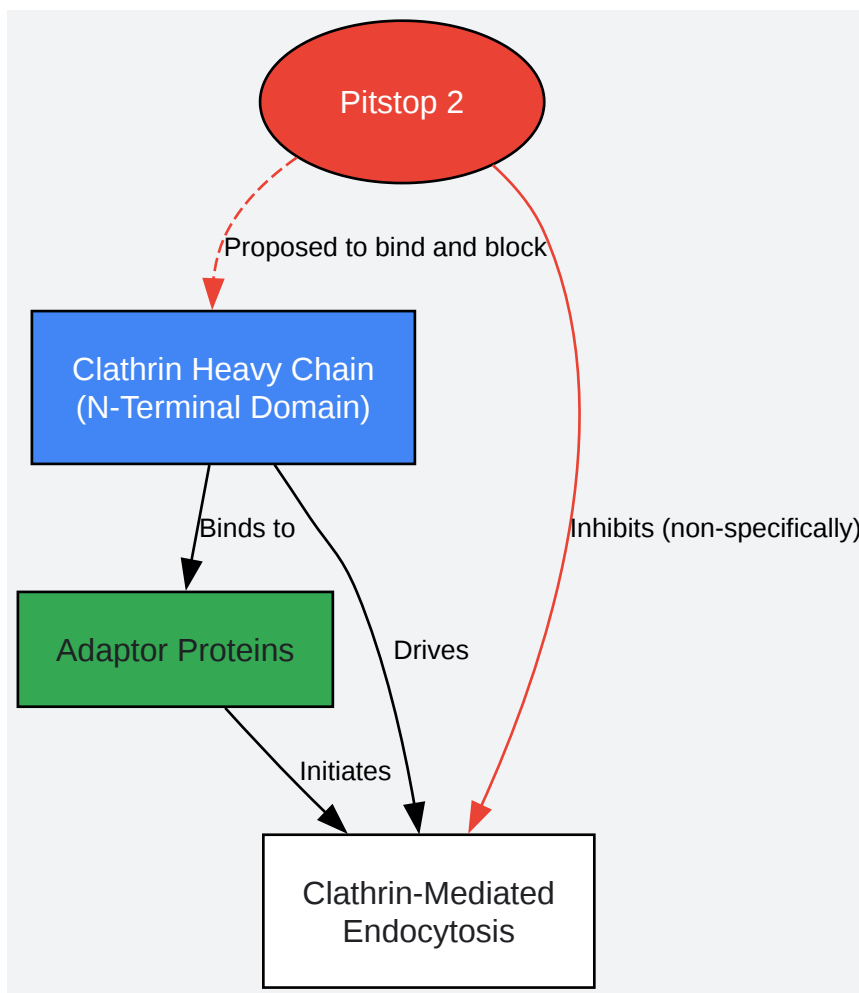 Pitstop 2
Proposed to bind and block
Clathrin Heavy Chain
(N-Terminal Domain)
Binds to
Inhibits (non-specifically)
Adaptor Proteins
Drives
Initiates
Clathrin-Mediated
Endocytosis